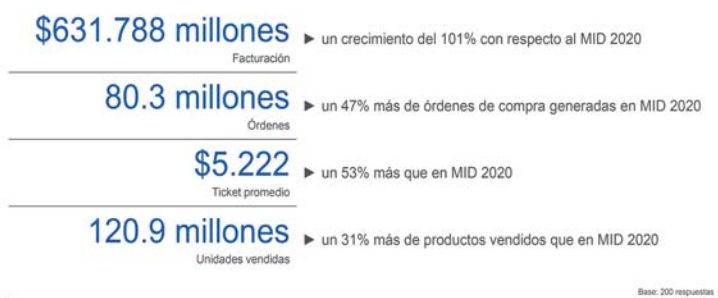 $631.788 millones ▶ un crecimiento del 101% con respecto al MID 2020
Facturación
80.3 millones ▶ un 47% más de órdenes de compra generadas en MID 2020
Órdenes
$5.222 ▶ un 53% más que en MID 2020
Ticket promedio
120.9 millones ▶ un 31% más de productos vendidos que en MID 2020
Unidades vendidas
Base: 200 respuestas